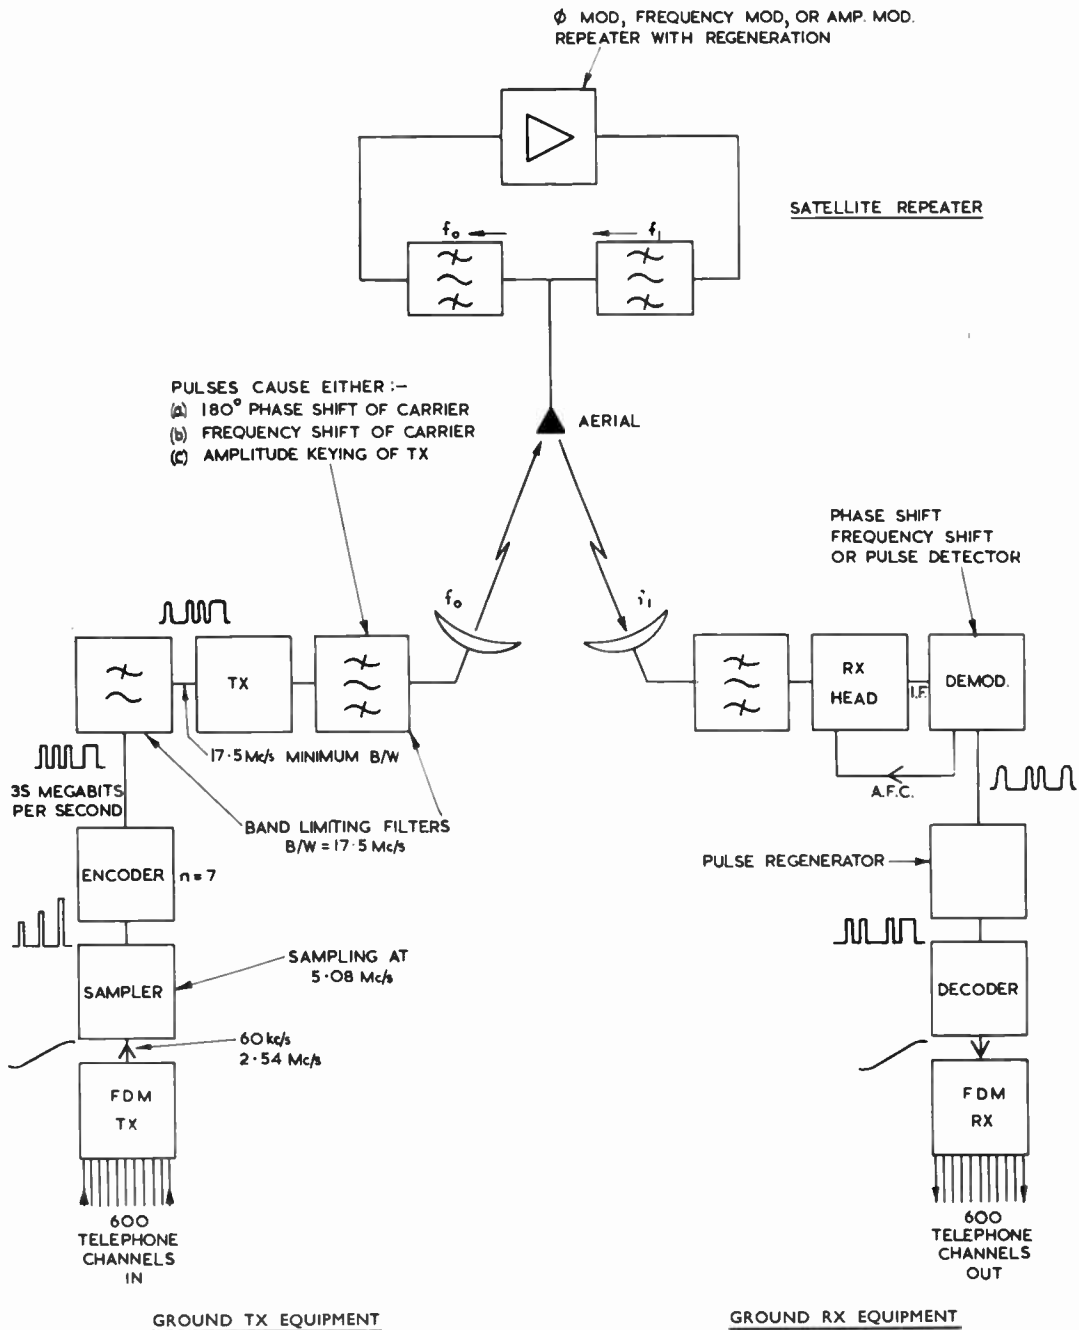 φ MOD, FREQUENCY MOD, OR AMP. MOD.
REPEATER WITH REGENERATION
SATELLITE REPEATER
f₀
f₁
PULSES CAUSE EITHER :-
(a) 180° PHASE SHIFT OF CARRIER
(b) FREQUENCY SHIFT OF CARRIER
(c) AMPLITUDE KEYING OF TX
AERIAL
PHASE SHIFT
FREQUENCY SHIFT
OR PULSE DETECTOR
f₀
f₁
TX
RX
HEAD
I.F.
DEMOD.
17·5 Mc/s MINIMUM B/W
A.F.C.
35 MEGABITS
PER SECOND
BAND LIMITING FILTERS
B/W = 17·5 Mc/s
ENCODER
n = 7
PULSE REGENERATOR
SAMPLING AT
5·08 Mc/s
SAMPLER
DECODER
60 kc/s
2·54 Mc/s
FDM
TX
FDM
RX
600
TELEPHONE
CHANNELS
IN
600
TELEPHONE
CHANNELS
OUT
GROUND TX EQUIPMENT
GROUND RX EQUIPMENT